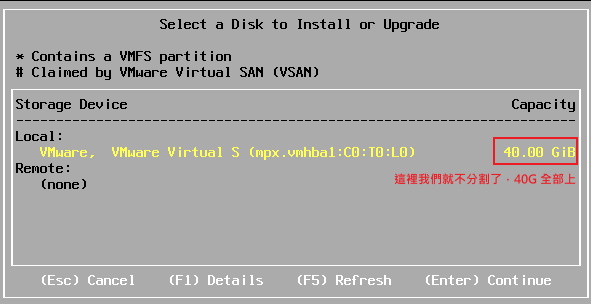 Select a Disk to Install or Upgrade
* Contains a VMFS partition
# Claimed by VMware Virtual SAN (VSAN)
Storage Device Capacity
Local:
VMware, VMware Virtual S (mpx.vmhba1:C0:T0:L0) 40.00 GiB
Remote:
(none)
這裡我們就不分割了，40G 全部上
(Esc) Cancel (F1) Details (F5) Refresh (Enter) Continue